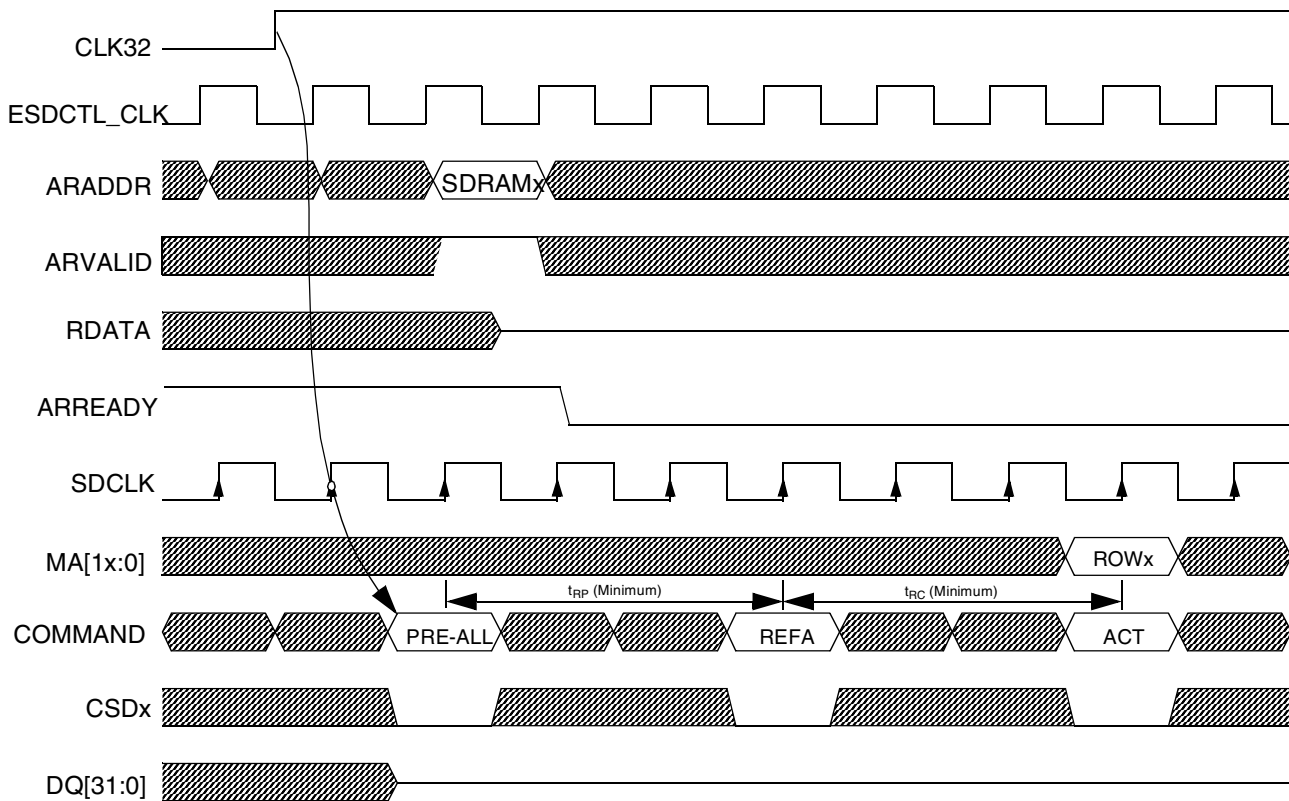 CLK32
ESDCTL_CLK
ARADDR SDRAMx
ARVALID
RDATA
ARREADY
SDCLK
MA[1x:0] ROWx
tRP (Minimum) tRC (Minimum)
COMMAND PRE-ALL REFA ACT
CSDx
DQ[31:0]